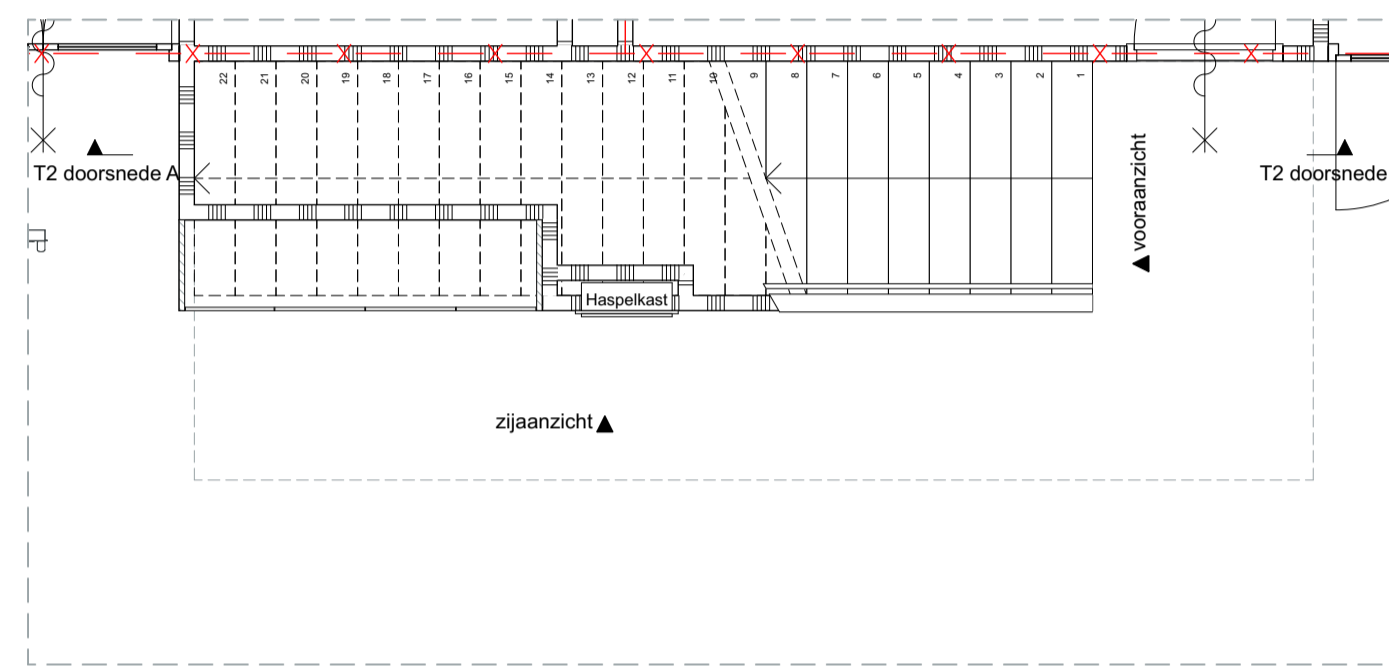 22 21 20 19 18 17 16 15 14 13 12 11 10 9 8 7 6 5 4 3 2 1
T2 doorsnede A
vooraanzicht
T2 doorsnede
Haspelkast
zijaanzicht